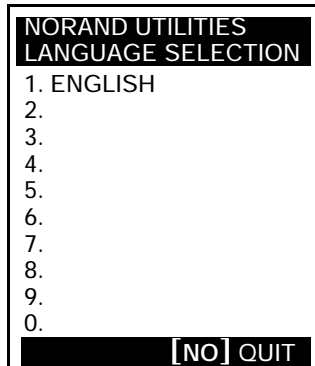 NORAND UTILITIES
LANGUAGE SELECTION
1. ENGLISH
2.
3.
4.
5.
6.
7.
8.
9.
0.
[NO] QUIT